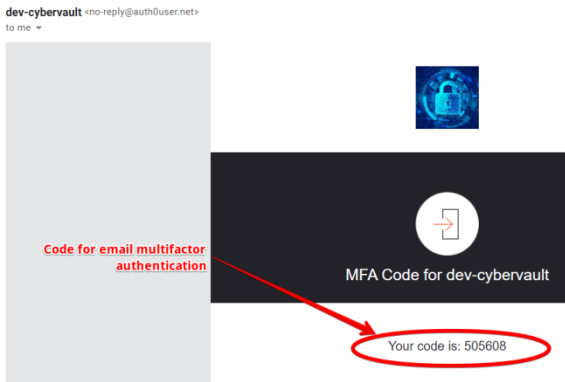 dev-cybervault <no-reply@auth0user.net>
to me
Code for email multifactor
authentication
MFA Code for dev-cybervault
Your code is: 505608